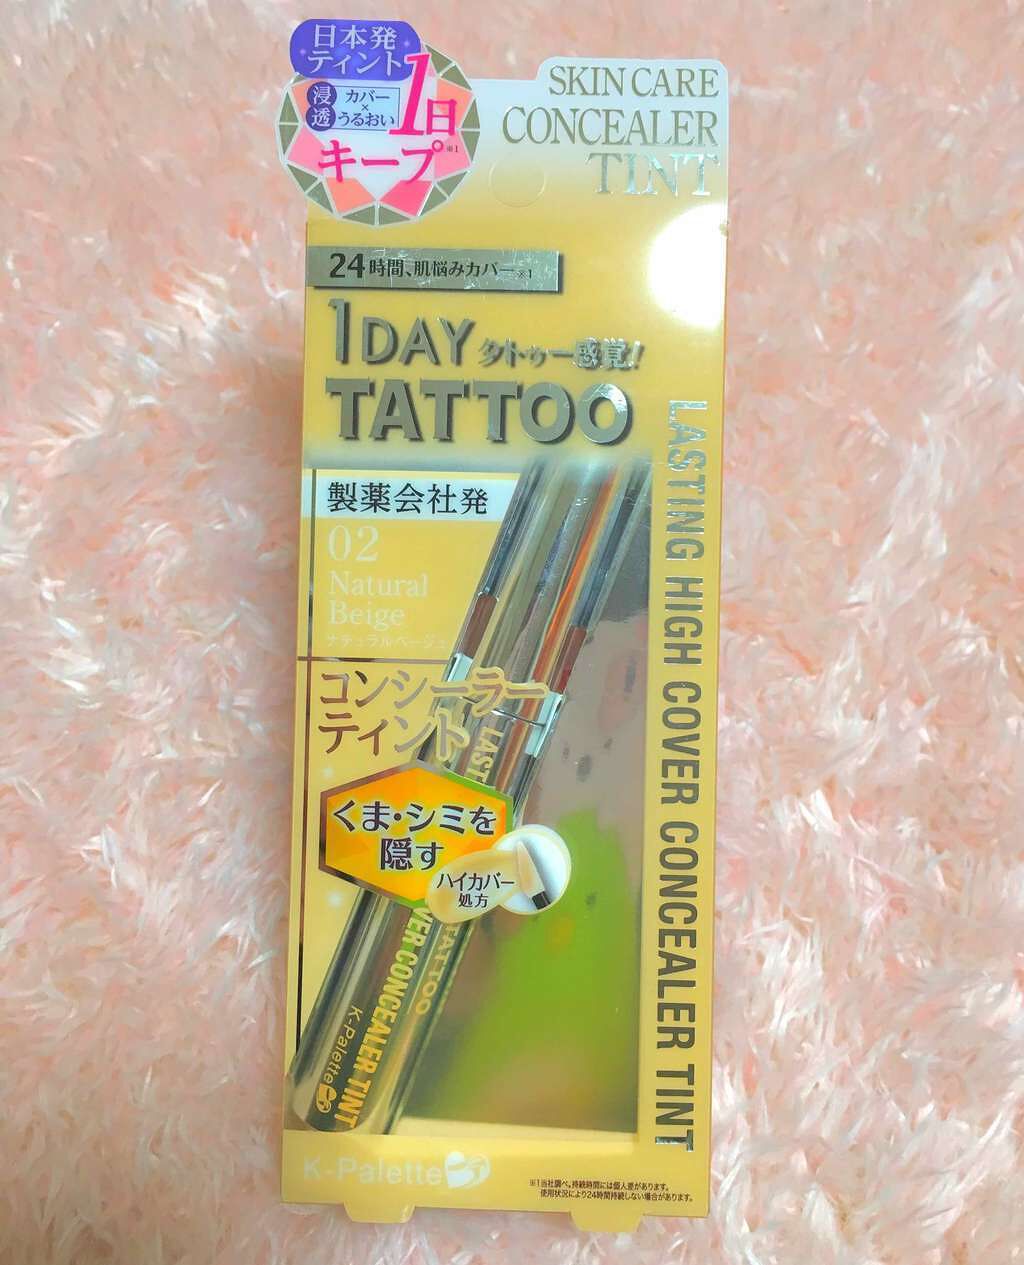 日本発
ティント
浸透
カバー
×
うるおい
1日
キープ※1
SKIN CARE
CONCEALER
TINT
24時間、肌悩みカバー※1
1DAY タトゥー感覚!
TATTOO
製薬会社発
02
Natural
Beige
ナチュラルベージュ
コンシーラー
ティント
くま・シミを
隠す
ハイカバー
処方
LASTING HIGH COVER CONCEALER TINT
LAST
VER CONCEALER TINT
TATTOO
K-Palette
K-Palette
※1当社調べ。持続時間には個人差があります。
使用状況により24時間持続しない場合があります。